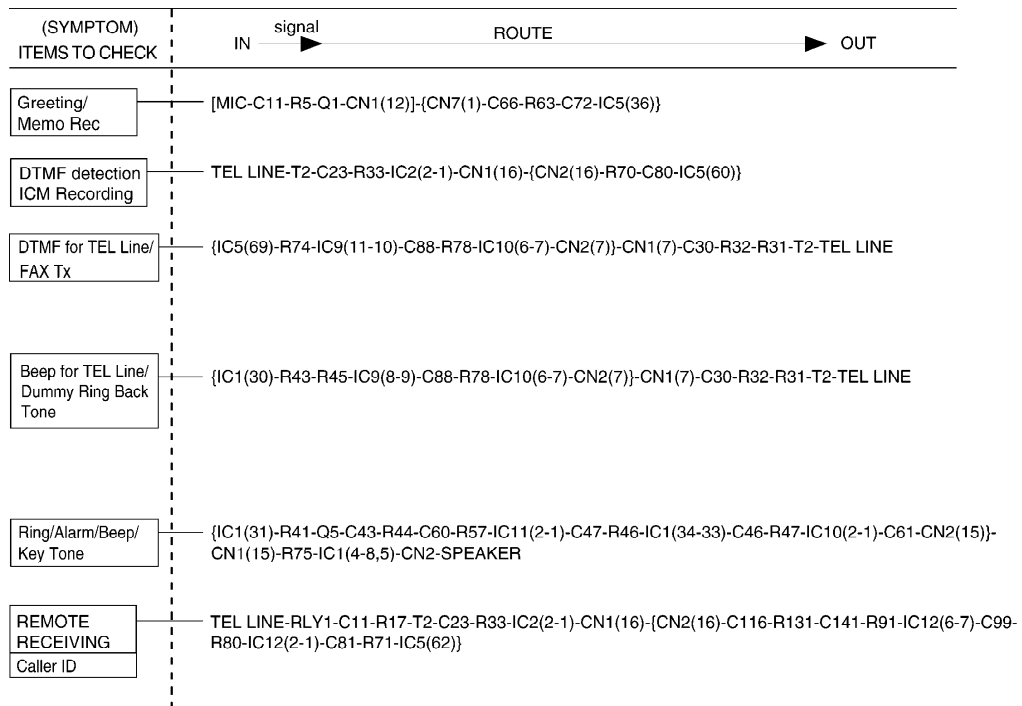 (SYMPTOM)
ITEMS TO CHECK
IN signal ROUTE OUT
Greeting/
Memo Rec
[MIC-C11-R5-Q1-CN1(12)]-{CN7(1)-C66-R63-C72-IC5(36)}
DTMF detection
ICM Recording
TEL LINE-T2-C23-R33-IC2(2-1)-CN1(16)-{CN2(16)-R70-C80-IC5(60)}
DTMF for TEL Line/
FAX Tx
{IC5(69)-R74-IC9(11-10)-C88-R78-IC10(6-7)-CN2(7)}-CN1(7)-C30-R32-R31-T2-TEL LINE
Beep for TEL Line/
Dummy Ring Back
Tone
{IC1(30)-R43-R45-IC9(8-9)-C88-R78-IC10(6-7)-CN2(7)}-CN1(7)-C30-R32-R31-T2-TEL LINE
Ring/Alarm/Beep/
Key Tone
{IC1(31)-R41-Q5-C43-R44-C60-R57-IC11(2-1)-C47-R46-IC1(34-33)-C46-R47-IC10(2-1)-C61-CN2(15)}-
CN1(15)-R75-IC1(4-8,5)-CN2-SPEAKER
REMOTE
RECEIVING
Caller ID
TEL LINE-RLY1-C11-R17-T2-C23-R33-IC2(2-1)-CN1(16)-{CN2(16)-C116-R131-C141-R91-IC12(6-7)-C99-
R80-IC12(2-1)-C81-R71-IC5(62)}